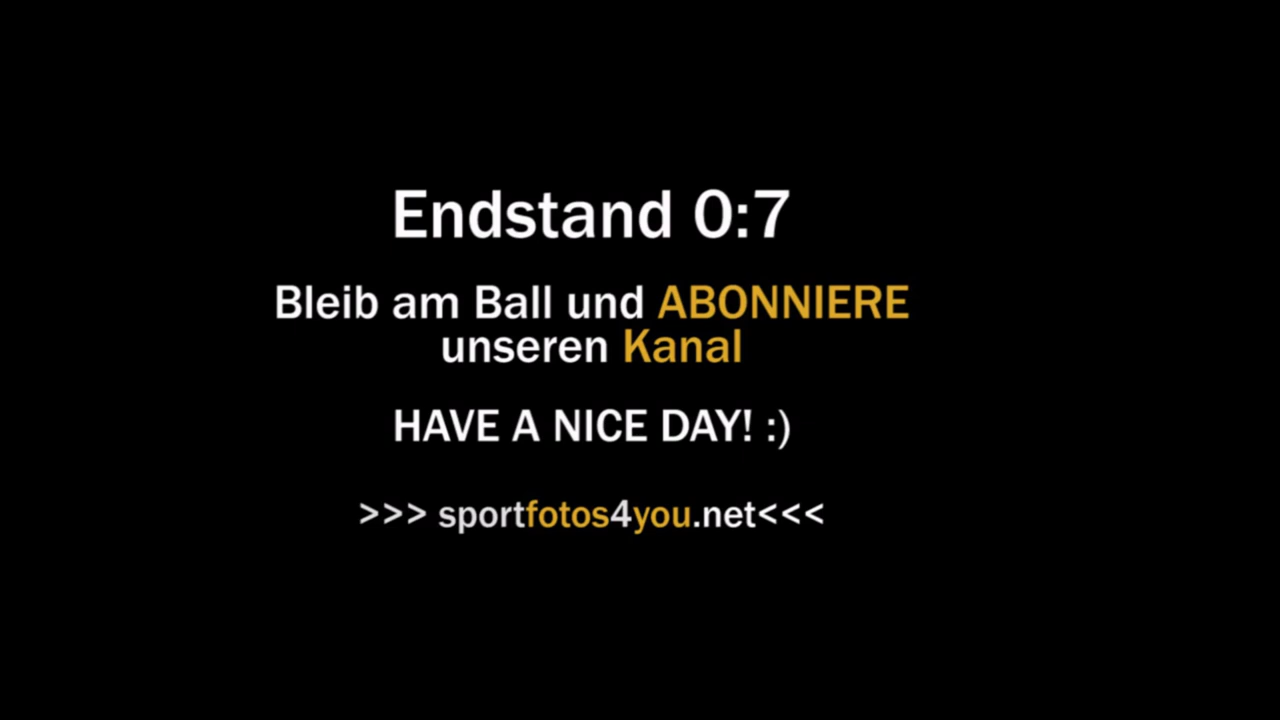 Endstand 0:7
Bleib am Ball und ABONNIERE
unseren Kanal
HAVE A NICE DAY! :)
>>> sportfotos4you.net<<<